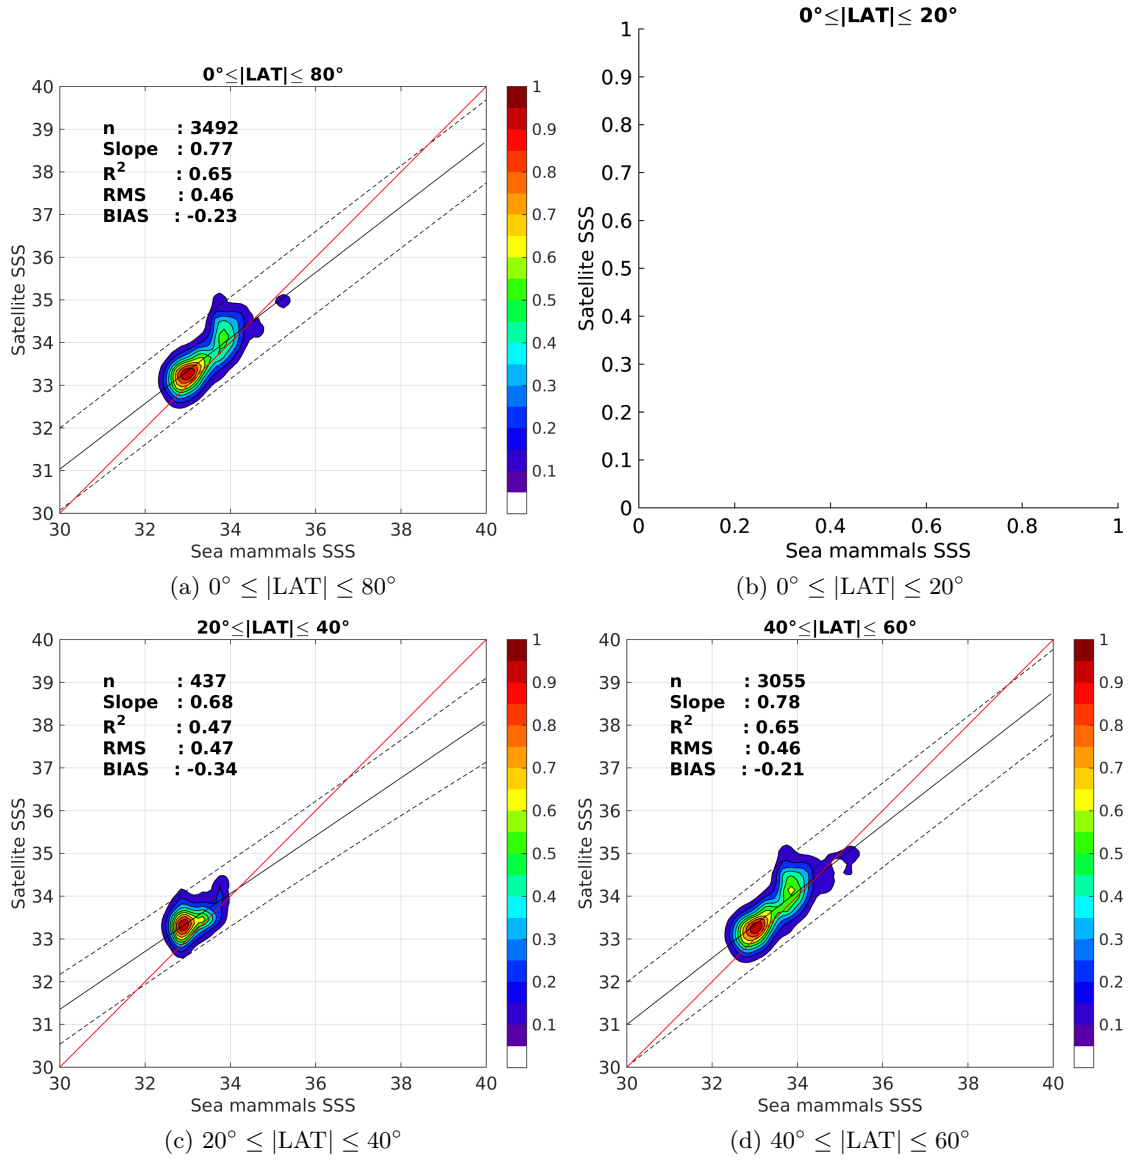 0°≤|LAT|≤ 80°
40
39
38
37
36
35
34
33
32
31
30
30 32 34 36 38 40
Satellite SSS
Sea mammals SSS
n : 3492
Slope : 0.77
R² : 0.65
RMS : 0.46
BIAS : -0.23
1
0.9
0.8
0.7
0.6
0.5
0.4
0.3
0.2
0.1
(a) 0° ≤ |LAT| ≤ 80°
0°≤|LAT|≤ 20°
1
0.9
0.8
0.7
0.6
0.5
0.4
0.3
0.2
0.1
0
0 0.2 0.4 0.6 0.8 1
Satellite SSS
Sea mammals SSS
(b) 0° ≤ |LAT| ≤ 20°
20°≤|LAT|≤ 40°
40
39
38
37
36
35
34
33
32
31
30
30 32 34 36 38 40
Satellite SSS
Sea mammals SSS
n : 437
Slope : 0.68
R² : 0.47
RMS : 0.47
BIAS : -0.34
1
0.9
0.8
0.7
0.6
0.5
0.4
0.3
0.2
0.1
(c) 20° ≤ |LAT| ≤ 40°
40°≤|LAT|≤ 60°
40
39
38
37
36
35
34
33
32
31
30
30 32 34 36 38 40
Satellite SSS
Sea mammals SSS
n : 3055
Slope : 0.78
R² : 0.65
RMS : 0.46
BIAS : -0.21
1
0.9
0.8
0.7
0.6
0.5
0.4
0.3
0.2
0.1
(d) 40° ≤ |LAT| ≤ 60°